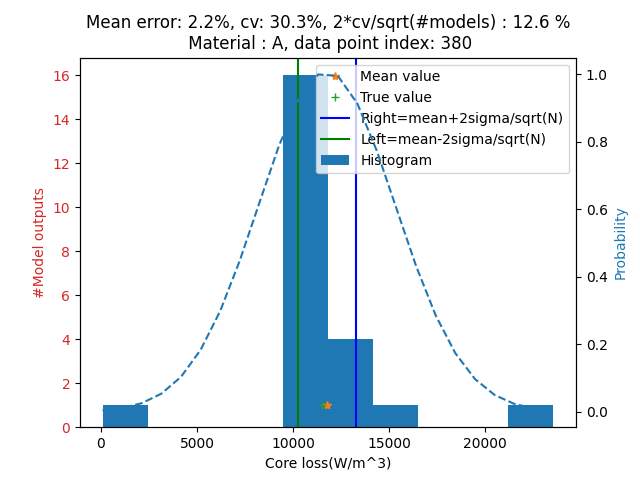 Mean error: 2.2%, cv: 30.3%, 2*cv/sqrt(#models) : 12.6 %
Material : A, data point index: 380
Mean value
True value
Right=mean+2sigma/sqrt(N)
Left=mean-2sigma/sqrt(N)
Histogram
#Model outputs
16
14
12
10
8
6
4
2
0
1.0
0.8
0.6
0.4
0.2
0.0
Probability
0 5000 10000 15000 20000
Core loss(W/m^3)